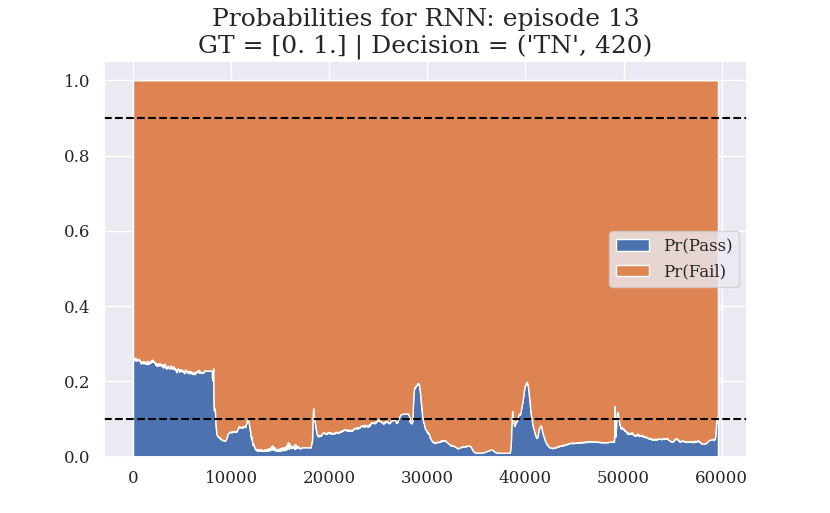 Probabilities for RNN: episode 13
GT = [0. 1.] | Decision = ('TN', 420)
1.0
0.8
0.6
0.4
0.2
0.0
Pr(Pass)
Pr(Fail)
0 10000 20000 30000 40000 50000 60000